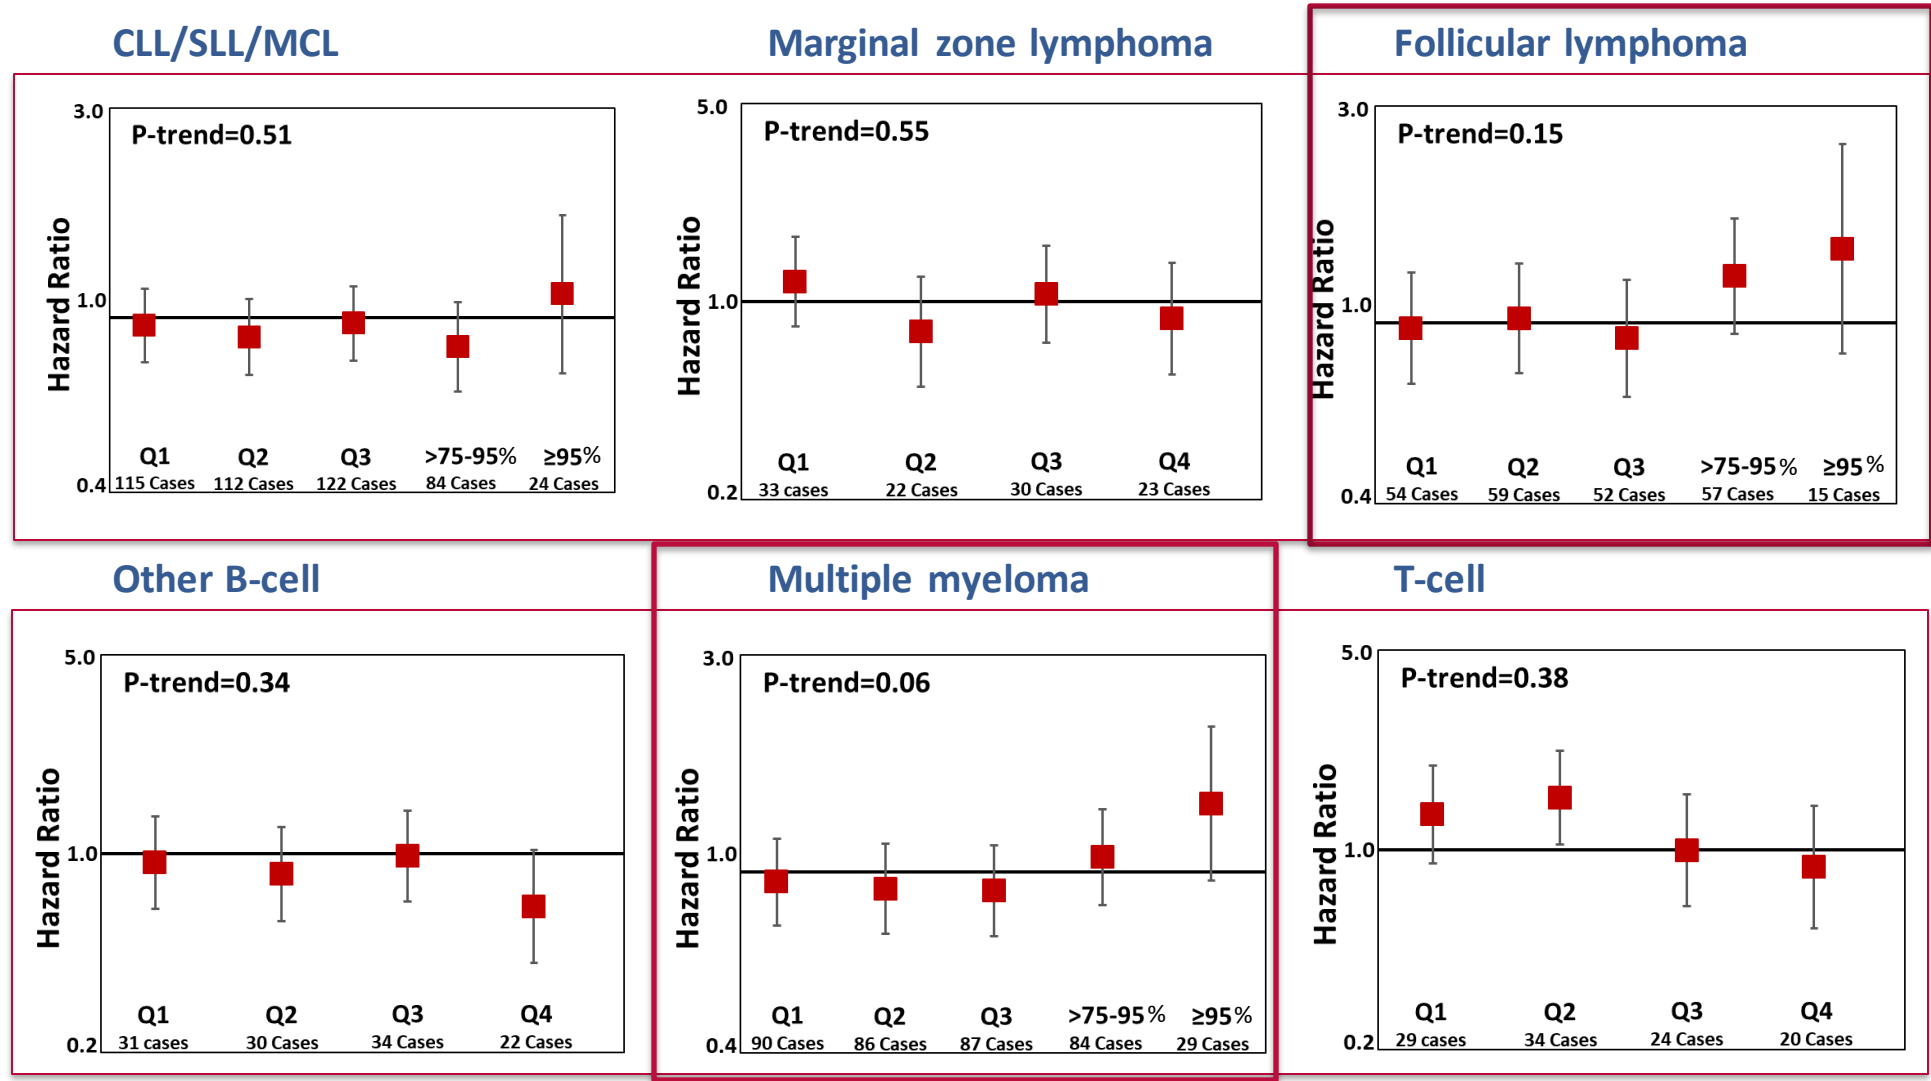 CLL/SLL/MCL
3.0
P-trend=0.51
Hazard Ratio
1.0
0.4
Q1 Q2 Q3 >75-95% ≥95%
115 Cases 112 Cases 122 Cases 84 Cases 24 Cases
Marginal zone lymphoma
5.0
P-trend=0.55
Hazard Ratio
1.0
0.2
Q1 Q2 Q3 Q4
33 cases 22 Cases 30 Cases 23 Cases
Follicular lymphoma
3.0
P-trend=0.15
Hazard Ratio
1.0
0.4
Q1 Q2 Q3 >75-95% ≥95%
54 Cases 59 Cases 52 Cases 57 Cases 15 Cases
Other B-cell
5.0
P-trend=0.34
Hazard Ratio
1.0
0.2
Q1 Q2 Q3 Q4
31 cases 30 Cases 34 Cases 22 Cases
Multiple myeloma
3.0
P-trend=0.06
Hazard Ratio
1.0
0.4
Q1 Q2 Q3 >75-95% ≥95%
90 Cases 86 Cases 87 Cases 84 Cases 29 Cases
T-cell
5.0
P-trend=0.38
Hazard Ratio
1.0
0.2
Q1 Q2 Q3 Q4
29 cases 34 Cases 24 Cases 20 Cases